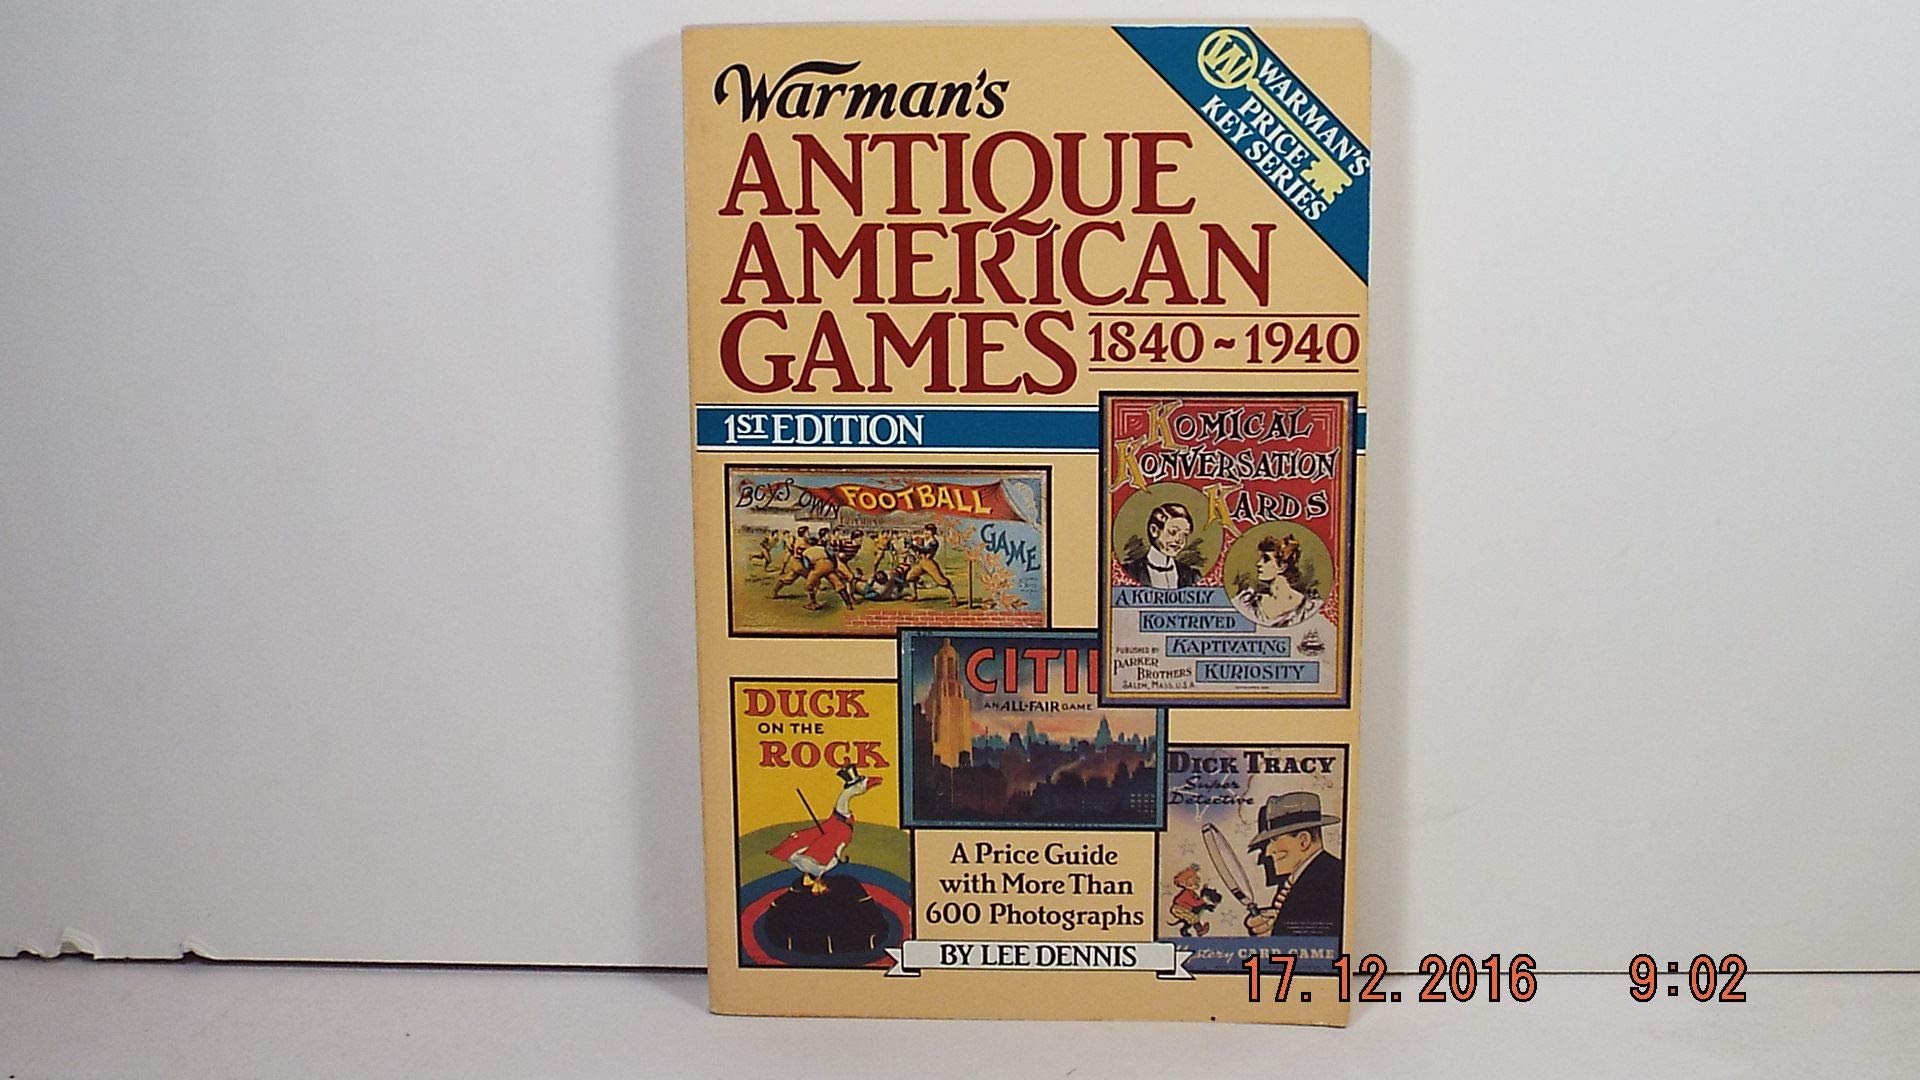 Warman's
ANTIQUE
AMERICAN
GAMES
1840~1940
W WARMAN'S
PRICE
KEY SERIES
1ST EDITION
BOYS OWN FOOTBALL
GAME
KOMICAL
KONVERSATION
KARDS
A KURIOUSLY
KONTRIVED
KAPTIVATING
KURIOSITY
PUBLISHED BY
PARKER
BROTHERS
SALEM, MASS. U.S.A.
CITI
AN ALL-FAIR GAME
DUCK
ON THE
ROCK
DICK TRACY
Super
Detective
Mystery CARD GAME
A Price Guide
with More Than
600 Photographs
BY LEE DENNIS
17.12.2016 9:02